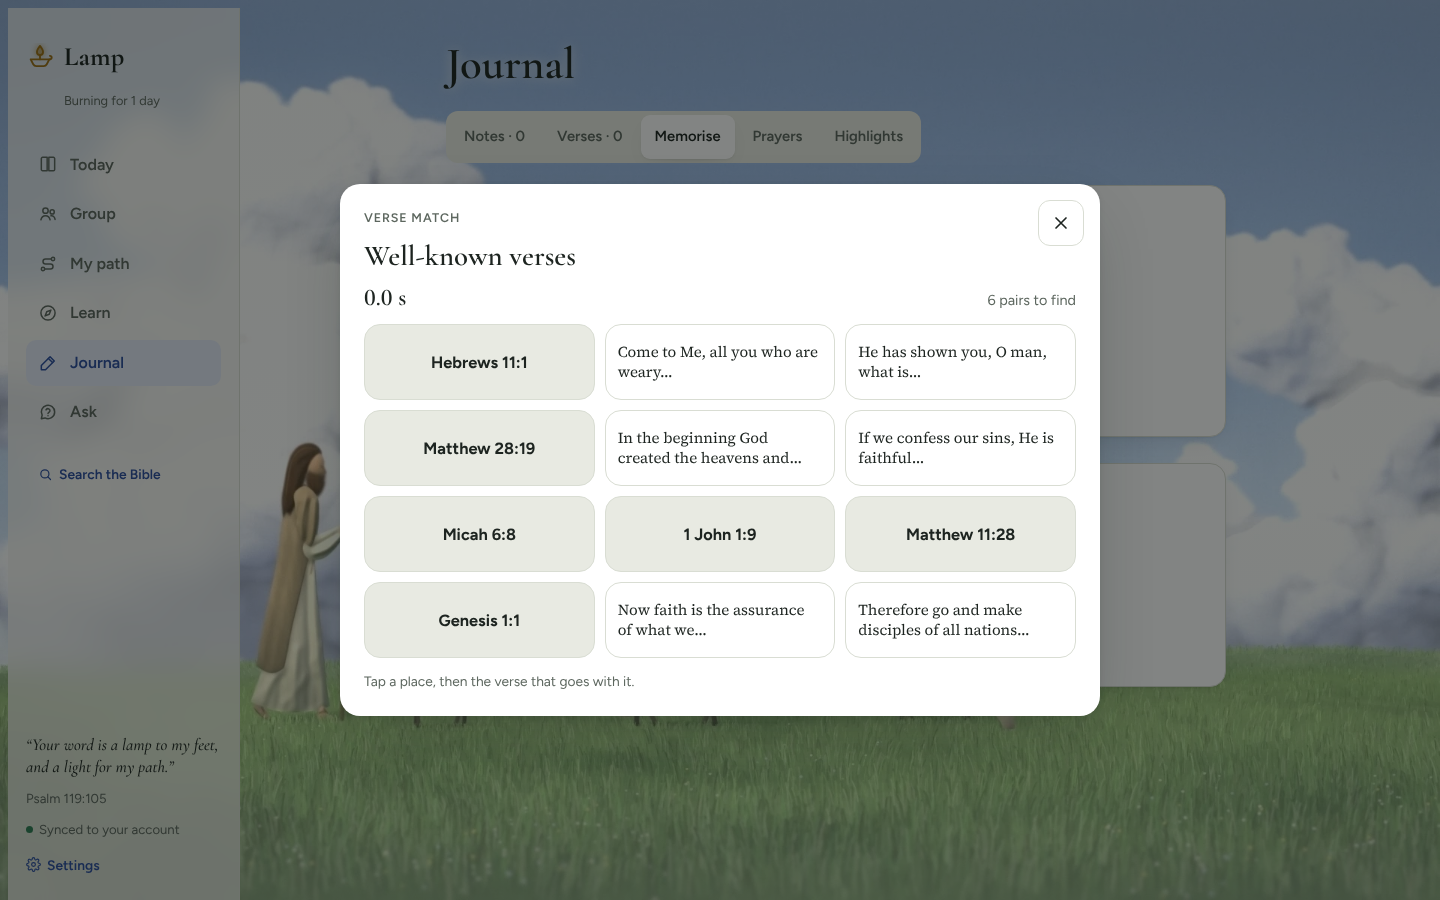 Lamp
Burning for 1 day
Today
Group
My path
Learn
Journal
Ask
Search the Bible
“Your word is a lamp to my feet,
and a light for my path.”
Psalm 119:105
Synced to your account
Settings
Journal
Notes · 0
Verses · 0
Memorise
Prayers
Highlights
VERSE MATCH
Well-known verses
0.0 s
6 pairs to find
Hebrews 11:1
Come to Me, all you who are
weary...
He has shown you, O man,
what is...
Matthew 28:19
In the beginning God
created the heavens and...
If we confess our sins, He is
faithful...
Micah 6:8
1 John 1:9
Matthew 11:28
Genesis 1:1
Now faith is the assurance
of what we...
Therefore go and make
disciples of all nations...
Tap a place, then the verse that goes with it.